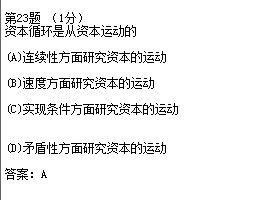 第23题 （1分）
资本循环是从资本运动的
(A)连续性方面研究资本的运动
(B)速度方面研究资本的运动
(C)实现条件方面研究资本的运动
(D)矛盾性方面研究资本的运动
答案: A